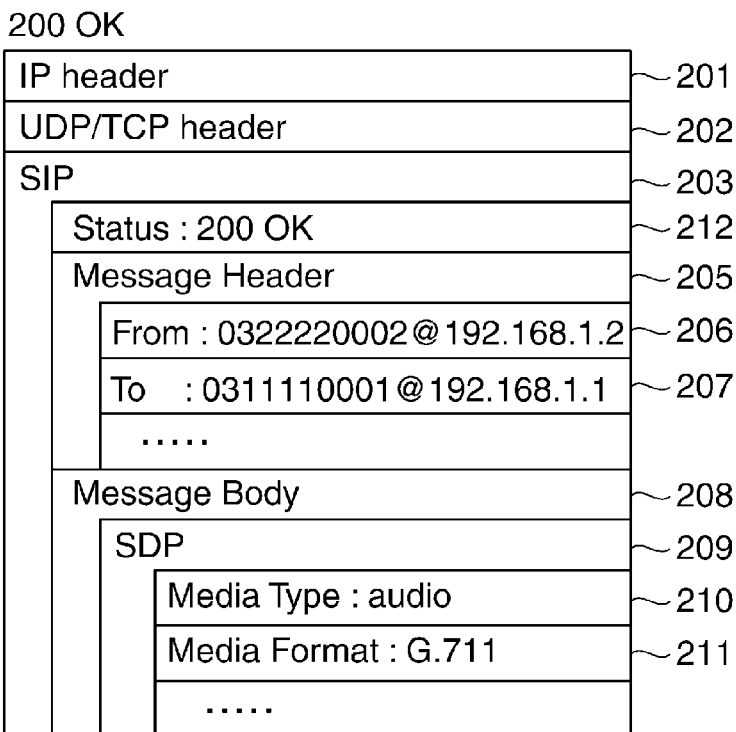 200 OK
IP header 201
UDP/TCP header 202
SIP 203
Status : 200 OK 212
Message Header 205
From : 0322220002@192.168.1.2 206
To : 0311110001@192.168.1.1 207
.....
Message Body 208
SDP 209
Media Type : audio 210
Media Format : G.711 211
.....